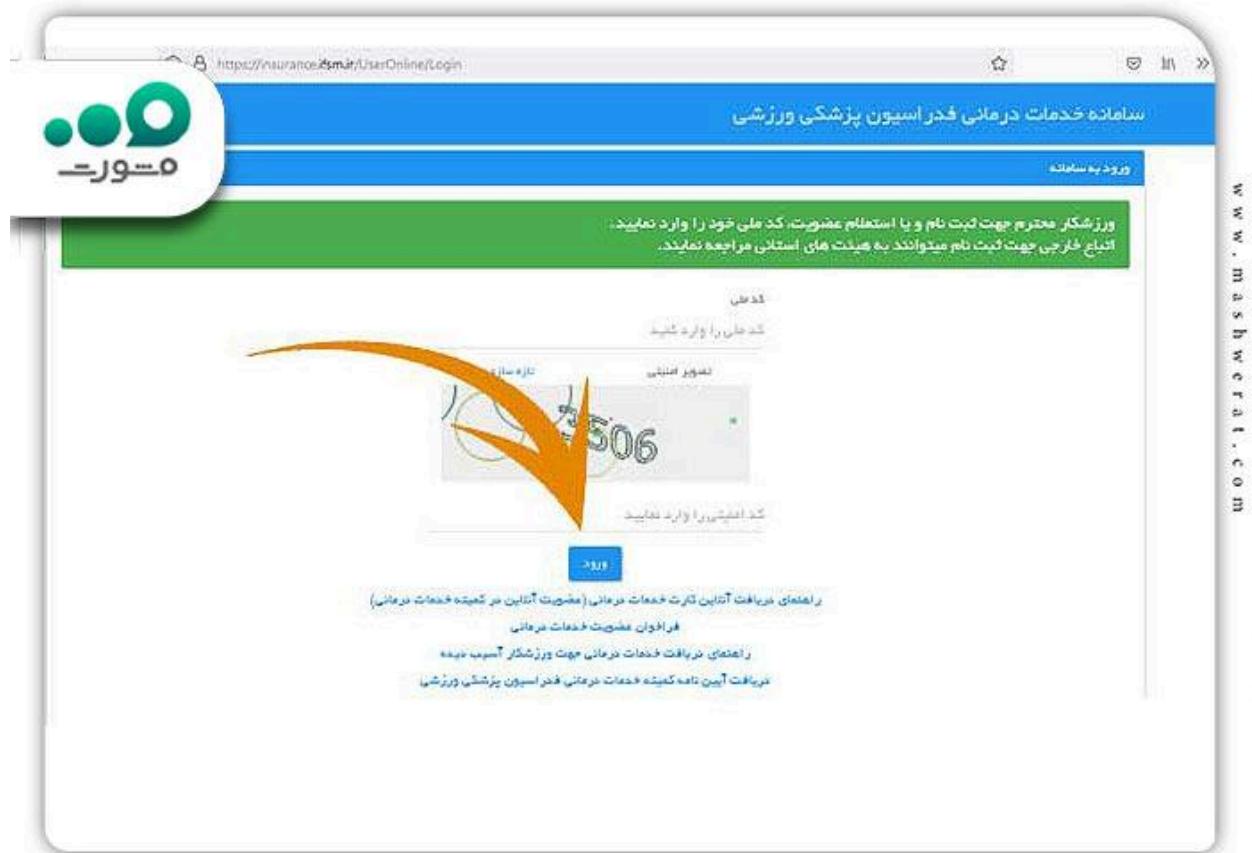 https://insurance.ifsm.ir/UserOnline/Login
مشورت
سامانه خدمات درمانی فدراسیون پزشکی ورزشی
ورود به سامانه
ورزشکار محترم جهت ثبت نام و یا استعلام عضویت، کد ملی خود را وارد نمایید.
اتباع خارجی جهت ثبت نام میتوانند به هیئت های استانی مراجعه نمایند.
کد ملی
کد ملی را وارد کنید
تصویر امنیتی
تازه سازی
506
کد امنیتی را وارد نمایید
ورود
راهنمای دریافت آنلاین کارت خدمات درمانی (عضویت آنلاین در کمیته خدمات درمانی)
فراخوان عضویت خدمات درمانی
راهنمای دریافت خدمات درمانی جهت ورزشکار آسیب دیده
دریافت آیین نامه کمیته خدمات درمانی فدراسیون پزشکی ورزشی
www.mashwerat.com